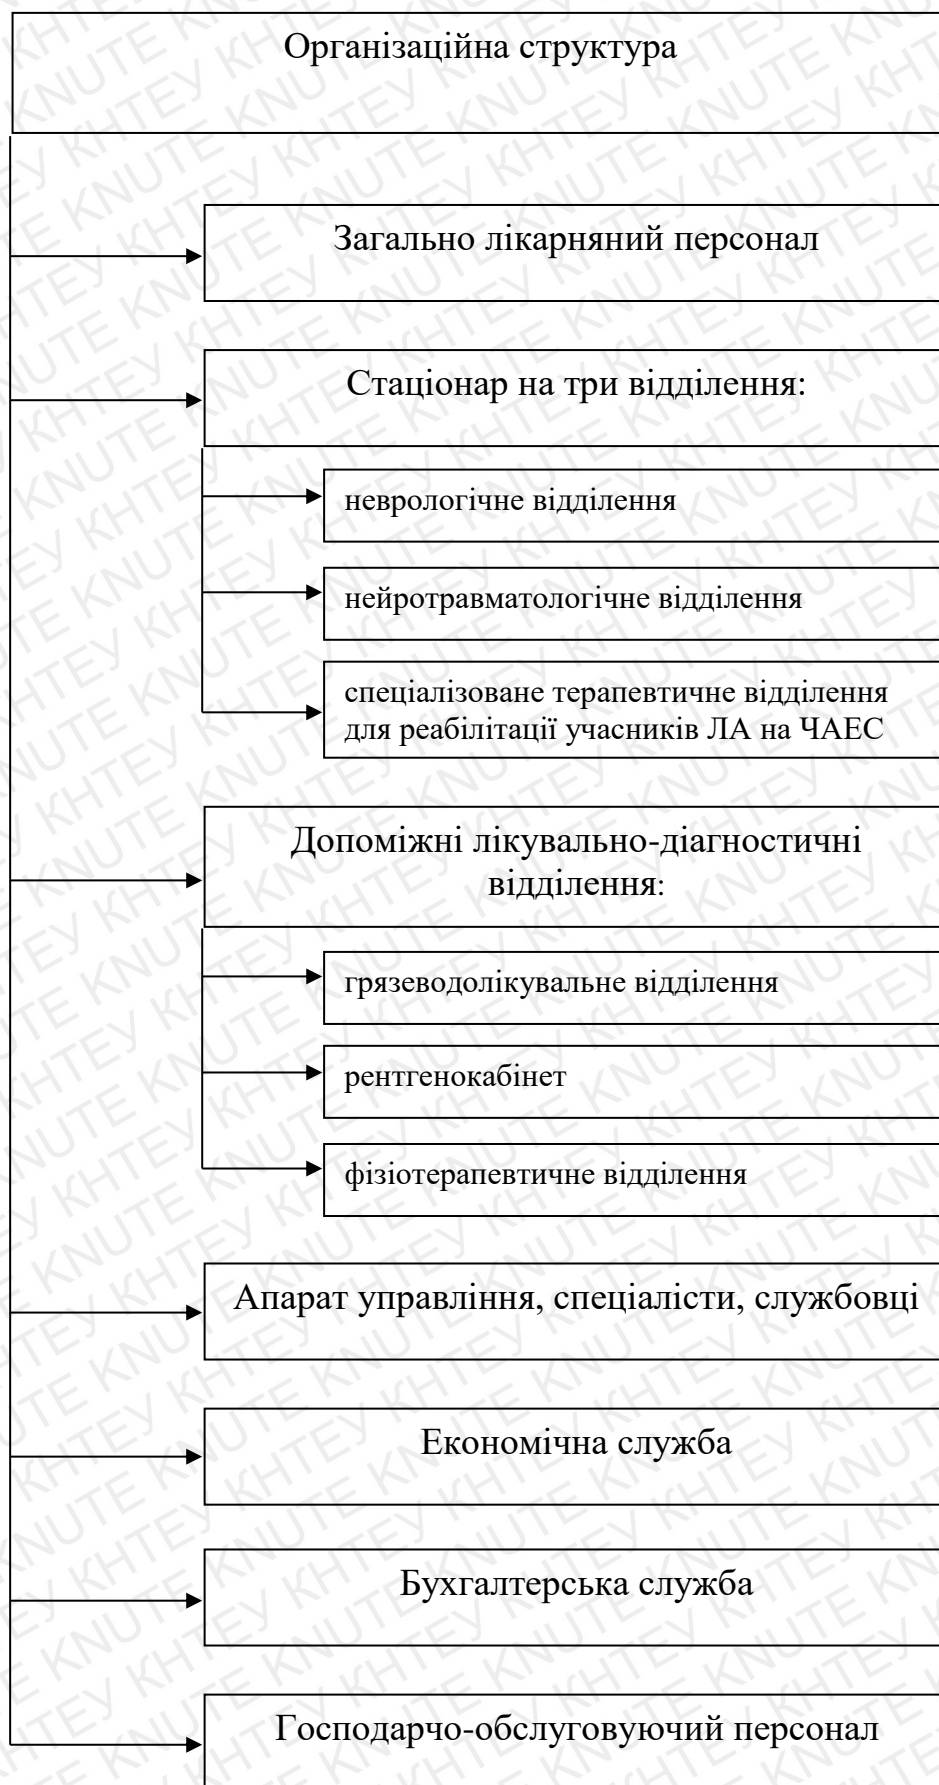 Організаційна структура
Загально лікарняний персонал
Стаціонар на три відділення:
неврологічне відділення
нейротравматологічне відділення
спеціалізоване терапевтичне відділення
для реабілітації учасників ЛА на ЧАЕС
Допоміжні лікувально-діагностичні
відділення:
грязеводолікувальне відділення
рентгенокабінет
фізіотерапевтичне відділення
Апарат управління, спеціалісти, службовці
Економічна служба
Бухгалтерська служба
Господарчо-обслуговуючий персонал